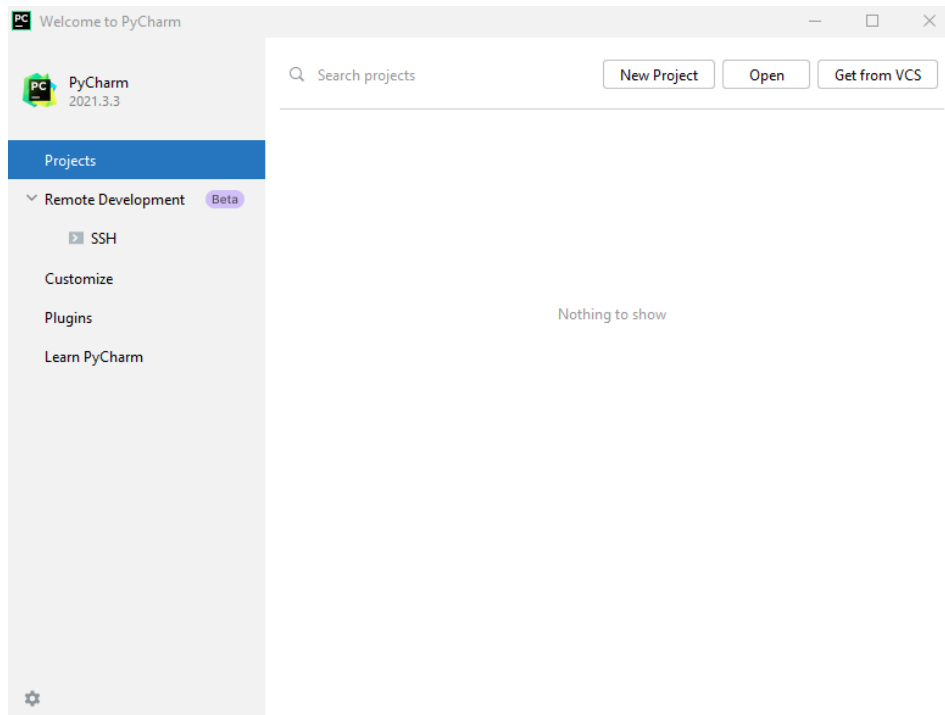 PC Welcome to PyCharm
PC PyCharm
2021.3.3
Projects
Remote Development Beta
SSH
Customize
Plugins
Learn PyCharm
Search projects New Project Open Get from VCS
Nothing to show